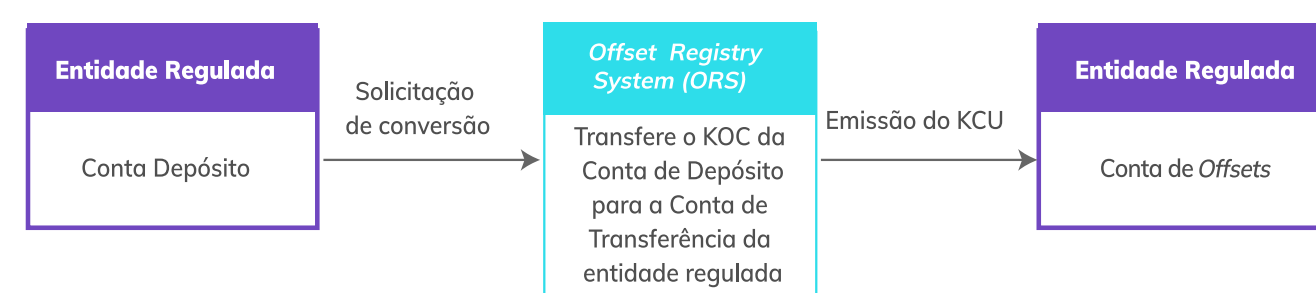 Entidade Regulada
Conta Depósito
Solicitação
de conversão
Offset Registry
System (ORS)
Transfere o KOC da
Conta de Depósito
para a Conta de
Transferência da
entidade regulada
Emissão do KCU
Entidade Regulada
Conta de Offsets